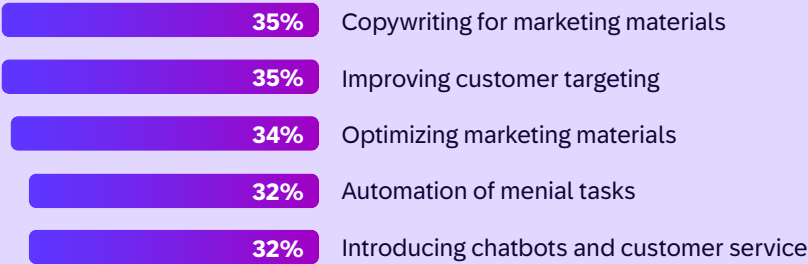 35% Copywriting for marketing materials
35% Improving customer targeting
34% Optimizing marketing materials
32% Automation of menial tasks
32% Introducing chatbots and customer service